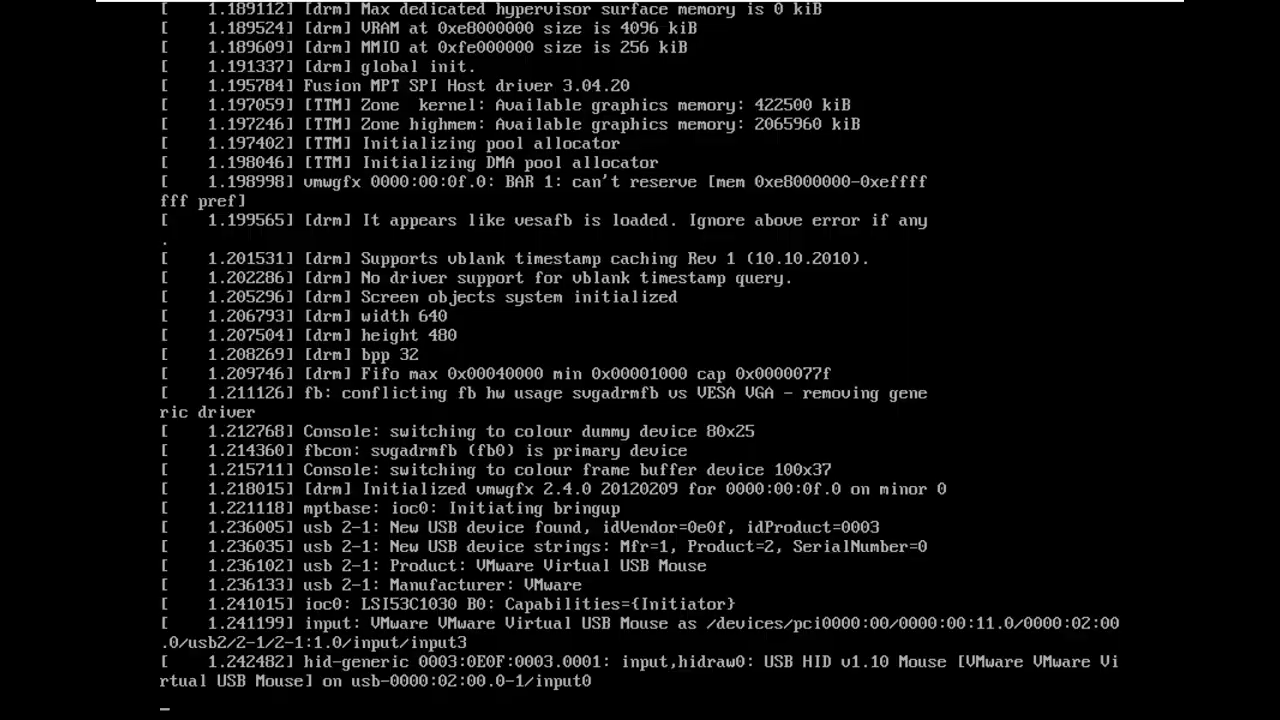 [    1.189112] [drm] Max dedicated hypervisor surface memory is 0 kiB
[    1.189524] [drm] VRAM at 0xe8000000 size is 4096 kiB
[    1.189609] [drm] MMIO at 0xfe000000 size is 256 kiB
[    1.191337] [drm] global init.
[    1.195784] Fusion MPT SPI Host driver 3.04.20
[    1.197059] [TTM] Zone  kernel: Available graphics memory: 422500 kiB
[    1.197246] [TTM] Zone highmem: Available graphics memory: 2065960 kiB
[    1.197402] [TTM] Initializing pool allocator
[    1.198046] [TTM] Initializing DMA pool allocator
[    1.198998] vmwgfx 0000:00:0f.0: BAR 1: can't reserve [mem 0xe8000000-0xeffff
fff pref]
[    1.199565] [drm] It appears like vesafb is loaded. Ignore above error if any
.
[    1.201531] [drm] Supports vblank timestamp caching Rev 1 (10.10.2010).
[    1.202286] [drm] No driver support for vblank timestamp query.
[    1.205296] [drm] Screen objects system initialized
[    1.206793] [drm] width 640
[    1.207504] [drm] height 480
[    1.208269] [drm] bpp 32
[    1.209746] [drm] Fifo max 0x00040000 min 0x00001000 cap 0x0000077f
[    1.211126] fb: conflicting fb hw usage svgadrmfb vs VESA VGA - removing gene
ric driver
[    1.212768] Console: switching to colour dummy device 80x25
[    1.214360] fbcon: svgadrmfb (fb0) is primary device
[    1.215711] Console: switching to colour frame buffer device 100x37
[    1.218015] [drm] Initialized vmwgfx 2.4.0 20120209 for 0000:00:0f.0 on minor 0
[    1.221118] mptbase: ioc0: Initiating bringup
[    1.236005] usb 2-1: New USB device found, idVendor=0e0f, idProduct=0003
[    1.236035] usb 2-1: New USB device strings: Mfr=1, Product=2, SerialNumber=0
[    1.236102] usb 2-1: Product: VMware Virtual USB Mouse
[    1.236133] usb 2-1: Manufacturer: VMware
[    1.241015] ioc0: LSI53C1030 B0: Capabilities={Initiator}
[    1.241199] input: VMware VMware Virtual USB Mouse as /devices/pci0000:00/0000:00:11.0/0000:02:00
.0/usb2/2-1/2-1:1.0/input/input3
[    1.242482] hid-generic 0003:0E0F:0003.0001: input,hidraw0: USB HID v1.10 Mouse [VMware VMware Vi
rtual USB Mouse] on usb-0000:02:00.0-1/input0
_